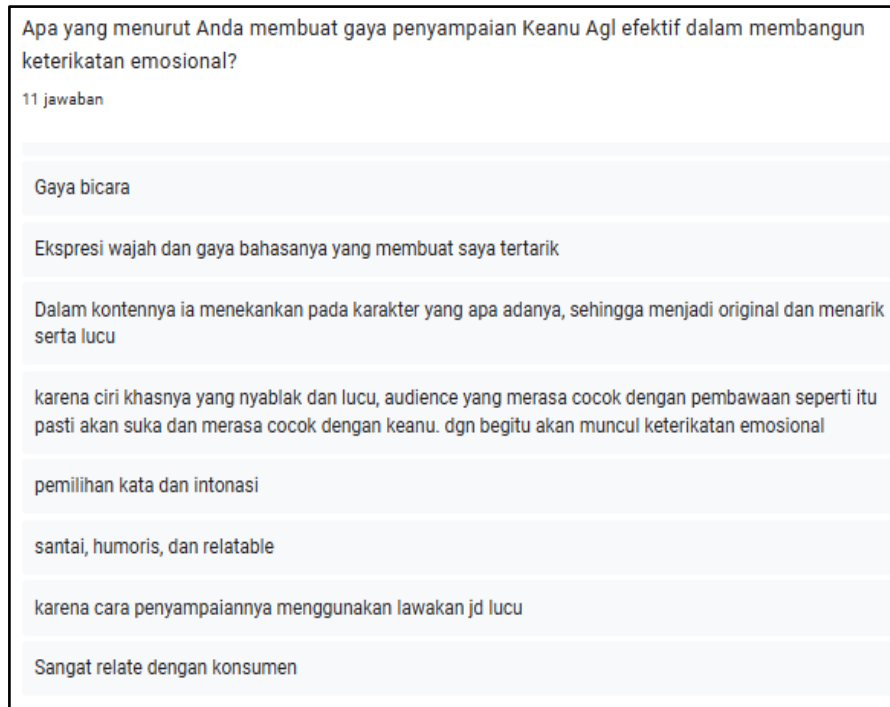 Apa yang menurut Anda membuat gaya penyampaian Keanu Agl efektif dalam membangun
keterikatan emosional?
11 jawaban
Gaya bicara
Ekspresi wajah dan gaya bahasanya yang membuat saya tertarik
Dalam kontennya ia menekankan pada karakter yang apa adanya, sehingga menjadi original dan menarik
serta lucu
karena ciri khasnya yang nyablak dan lucu, audience yang merasa cocok dengan pembawaan seperti itu
pasti akan suka dan merasa cocok dengan keanu. dgn begitu akan muncul keterikatan emosional
pemilihan kata dan intonasi
santai, humoris, dan relatable
karena cara penyampaiannya menggunakan lawakan jd lucu
Sangat relate dengan konsumen